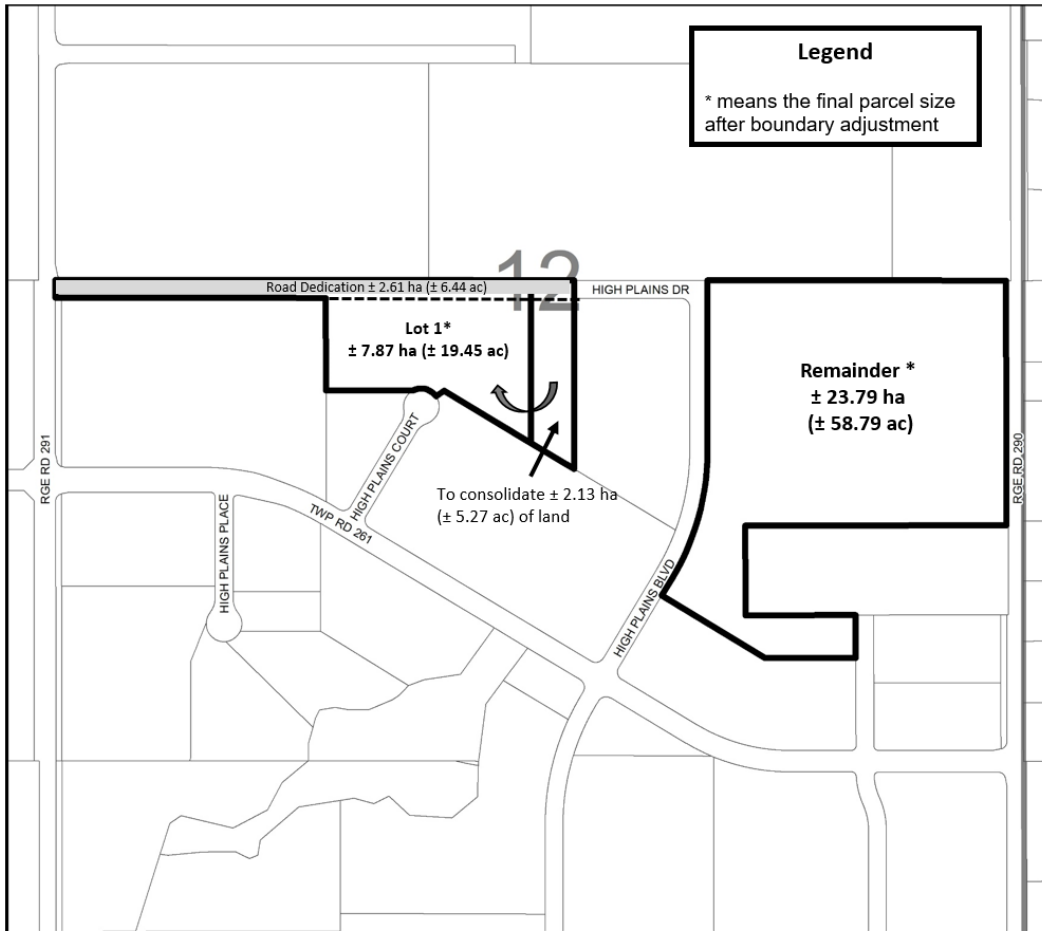 Legend
* means the final parcel size
after boundary adjustment
12
Road Dedication ± 2.61 ha (± 6.44 ac)
HIGH PLAINS DR
Lot 1*
± 7.87 ha (± 19.45 ac)
Remainder *
± 23.79 ha
(± 58.79 ac)
RGE RD 291
HIGH PLAINS COURT
RGE RD 290
To consolidate ± 2.13 ha
(± 5.27 ac) of land
TWP RD 261
HIGH PLAINS PLACE
HIGH PLAINS BLVD